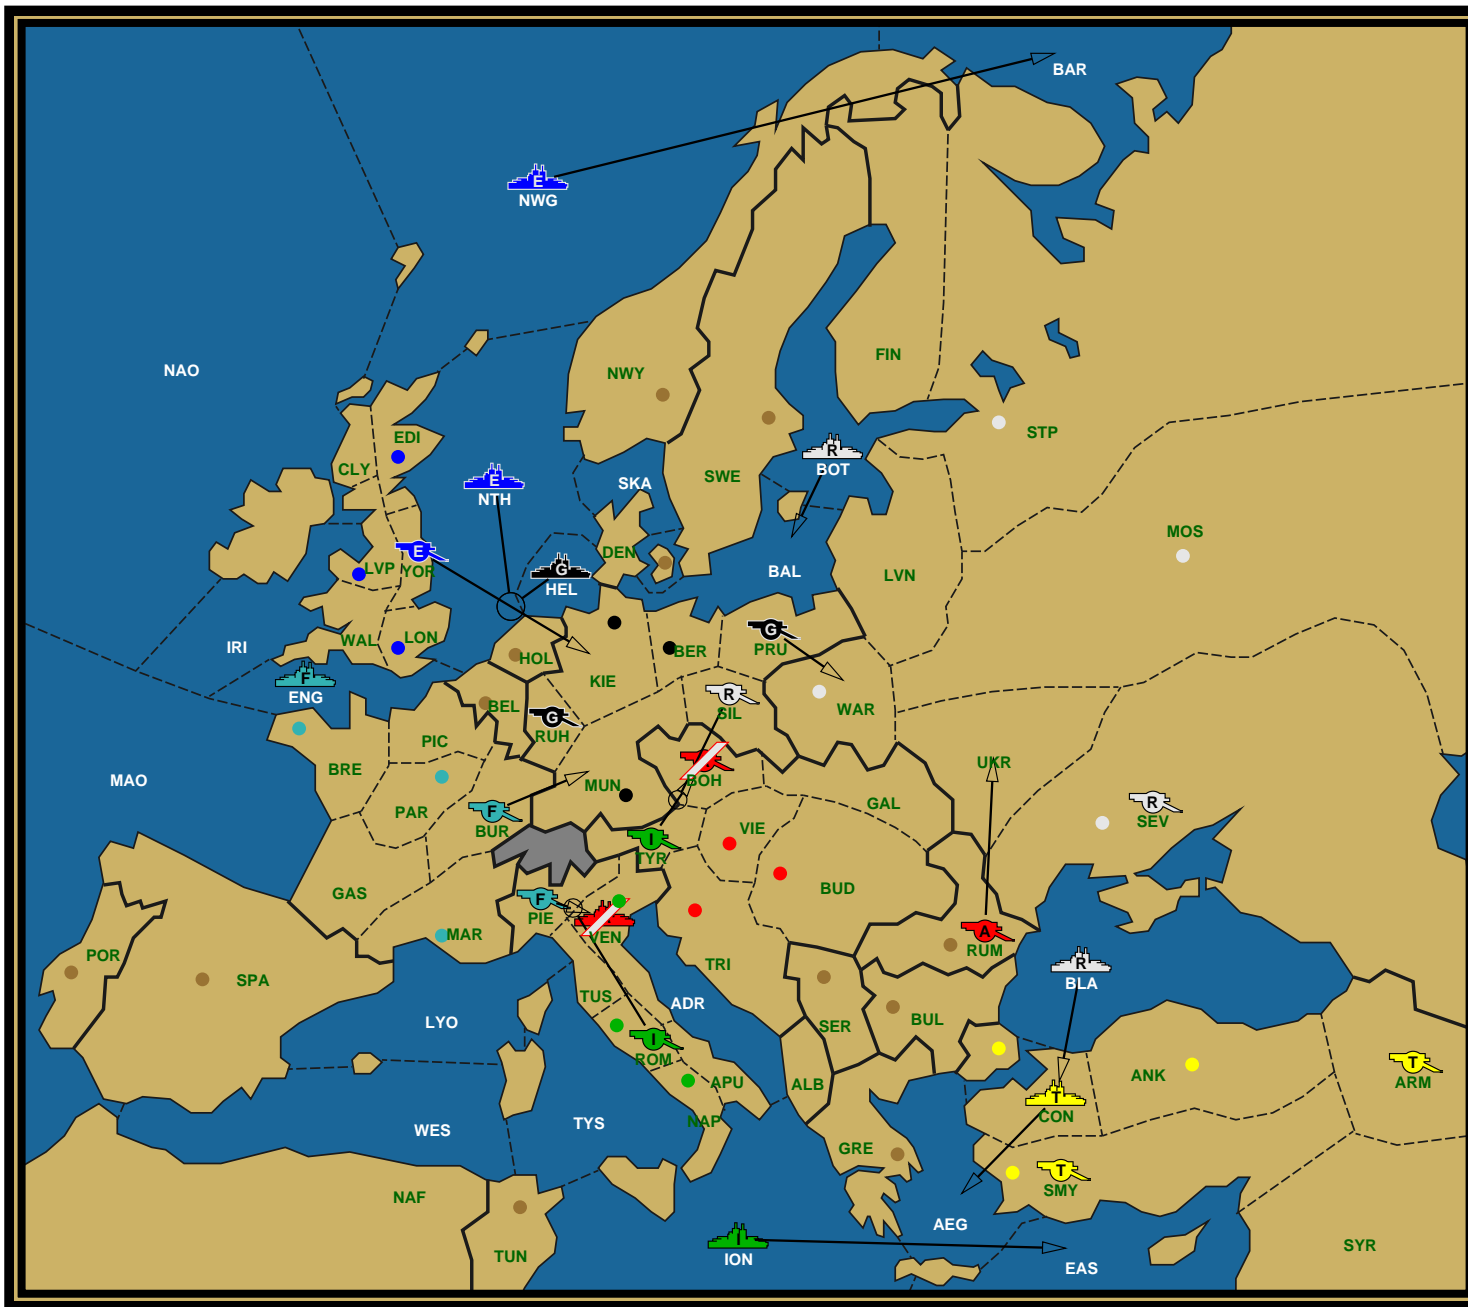 BAR
E
NWG
NAO
FIN
NWY
STP
EDI
R
BOT
CLY
SWE
E
NTH
SKA
MOS
E
YOR
DEN
LVP
G
HEL
BAL
LVN
IRI
WAL
LON
HOL
BER
G
PRU
F
ENG
KIE
R
SIL
WAR
BEL
G
RUH
PIC
BRE
UKR
MAO
MUN
BOH
GAL
R
SEV
PAR
F
BUR
VIE
I
TYR
GAS
BUD
F
PIE
VEN
MAR
A
RUM
POR
SPA
TRI
R
BLA
TUS
ADR
LYO
SER
BUL
I
ROM
APU
ALB
ANK
T
ARM
T
CON
WES
TYS
NAP
GRE
T
SMY
NAF
AEG
I
ION
TUN
EAS
SYR